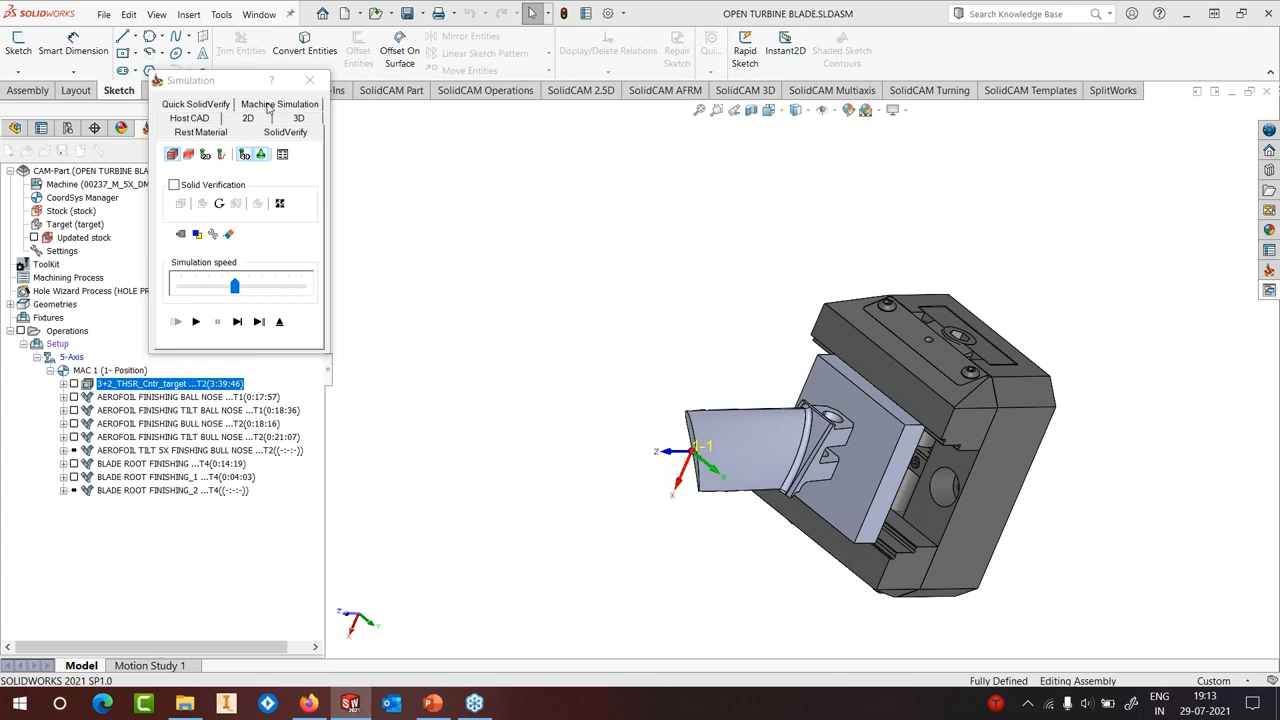 SOLIDWORKS File Edit View Insert Tools Window OPEN TURBINE BLADE.SLDASM Search Knowledge Base
Sketch Smart Dimension Trim Entities Convert Entities Offset Entities Offset On Surface Mirror Entities Linear Sketch Pattern Move Entities Display/Delete Relations Repair Sketch Qui... Rapid Sketch Instant2D Shaded Sketch
Assembly Layout Sketch -Ins SolidCAM Part SolidCAM Operations SolidCAM 2.5D SolidCAM AFRM SolidCAM 3D SolidCAM Multiaxis SolidCAM Turning SolidCAM Templates SplitWorks
Simulation ?
Quick SolidVerify Machine Simulation
Host CAD 2D 3D
Rest Material SolidVerify
Solid Verification
Simulation speed
CAM-Part (OPEN TURBINE BLA
Machine (00237_M_5X_DM
CoordSys Manager
Stock (stock)
Target (target)
Updated stock
Settings
ToolKit
Machining Process
Hole Wizard Process (HOLE PR
Geometries
Fixtures
Operations
Setup
5-Axis
MAC 1 (1- Position)
3+2_THSR_Cntr_target ...T2(3:39:46)
AEROFOIL FINISHING BALL NOSE ...T1(0:17:57)
AEROFOIL FINISHING TILT BALL NOSE ...T1(0:18:36)
AEROFOIL FINISHING BULL NOSE ...T2(0:18:16)
AEROFOIL FINISHING TILT BULL NOSE ...T2(0:21:07)
AEROFOIL TILT 5X FINSHING BULL NOSE ...T2((-:-:-))
BLADE ROOT FINISHING ...T4(0:14:19)
BLADE ROOT FINISHING_1 ...T4(0:04:03)
BLADE ROOT FINISHING_2 ...T4((-:-:-))
1-1
Z
X
Y
Z
Y
X
Model Motion Study 1
SOLIDWORKS 2021 SP1.0 Fully Defined Editing Assembly Custom
ENG
IN
19:13
29-07-2021